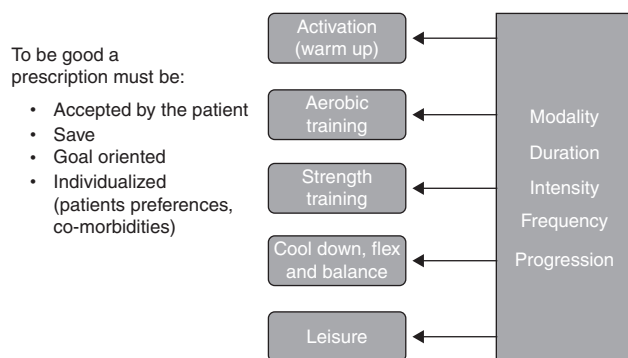 To be good a
prescription must be:
• Accepted by the patient
• Save
• Goal oriented
• Individualized
(patients preferences,
co-morbidities)
Activation
(warm up)
Aerobic
training
Strength
training
Cool down, flex
and balance
Leisure
Modality
Duration
Intensity
Frequency
Progression